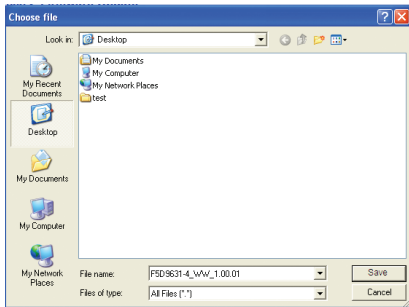 Choose file
Look in: Desktop
My Recent Documents
Desktop
My Documents
My Computer
My Network Places
My Documents
My Computer
My Network Places
test
File name: F5D9631-4_WW_1.00.01 Save
Files of type: All Files (*.*) Cancel